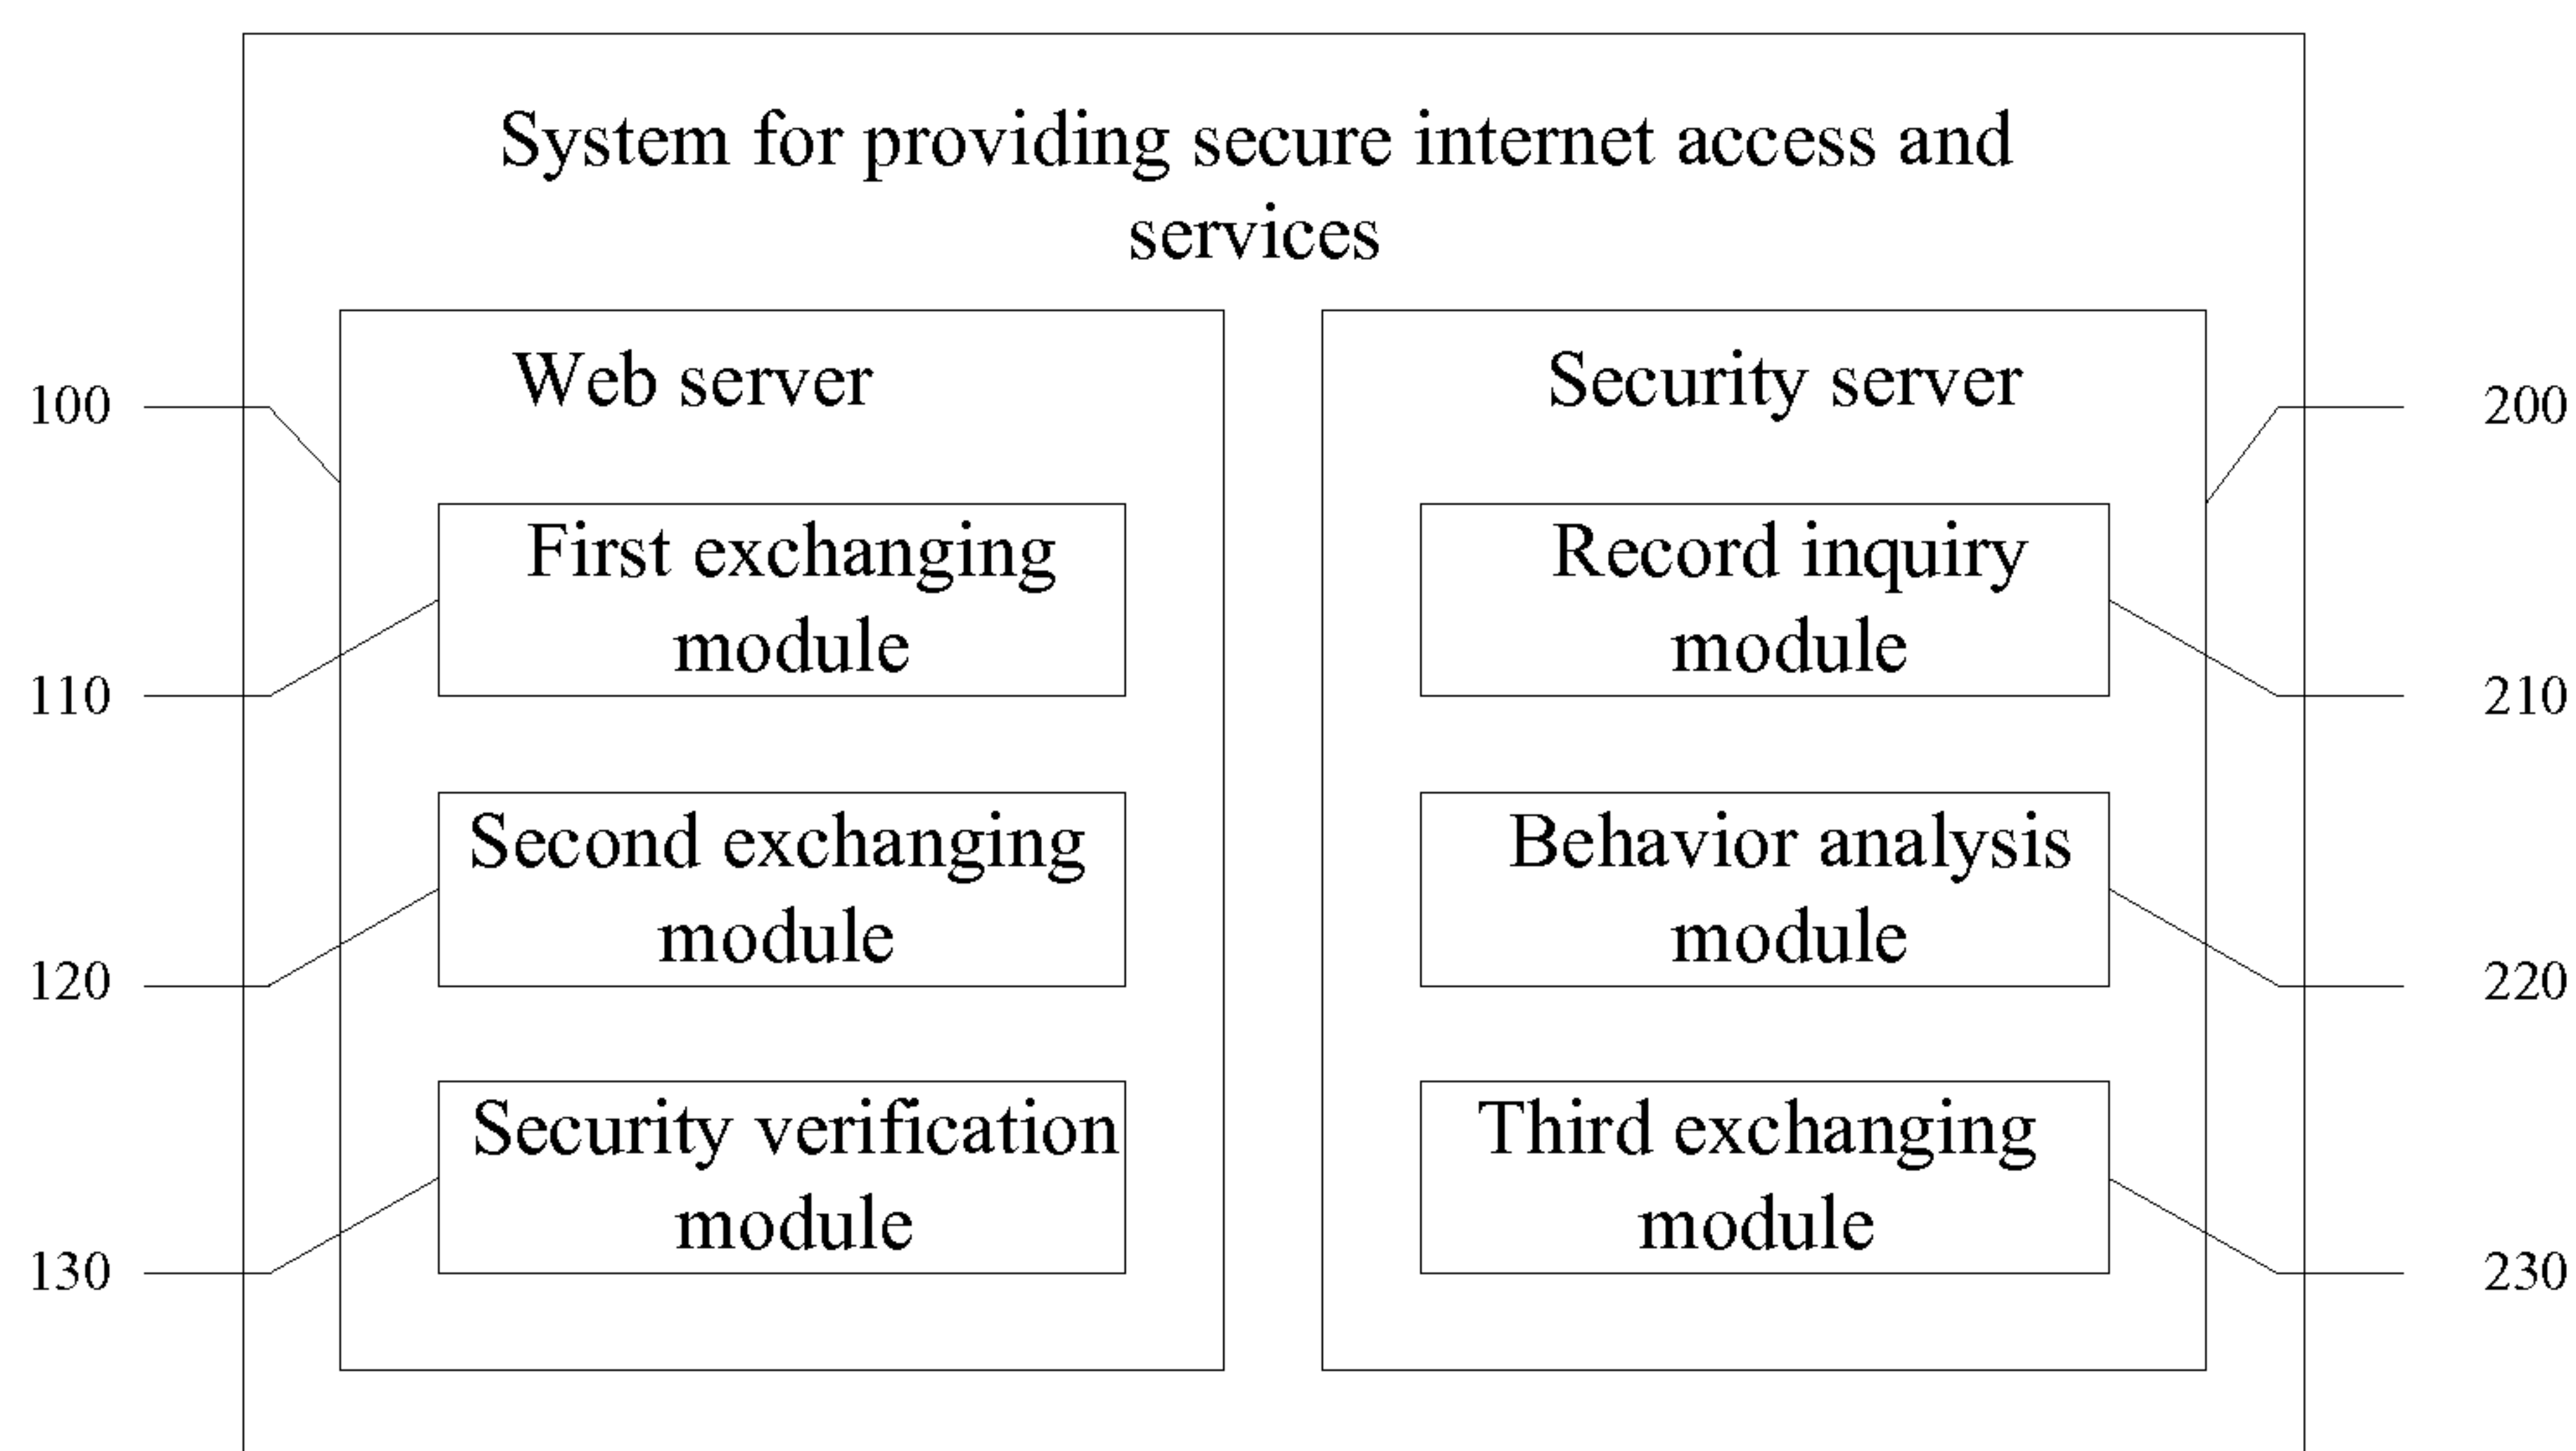 System for providing secure internet access and
services
Web server
100
First exchanging
module
110
Second exchanging
module
120
Security verification
module
130
Security server
200
Record inquiry
module
210
Behavior analysis
module
220
Third exchanging
module
230